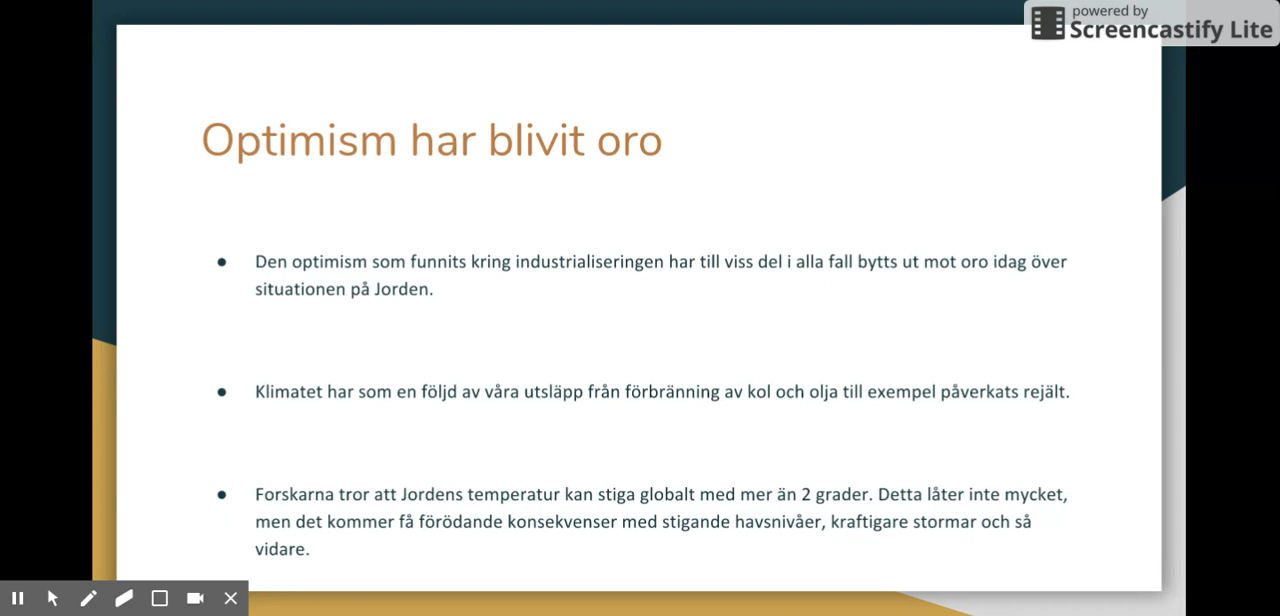 powered by
Screencastify Lite
Optimism har blivit oro
● Den optimism som funnits kring industrialiseringen har till viss del i alla fall bytts ut mot oro idag över
situationen på Jorden.
● Klimatet har som en följd av våra utsläpp från förbränning av kol och olja till exempel påverkats rejält.
● Forskarna tror att Jordens temperatur kan stiga globalt med mer än 2 grader. Detta låter inte mycket,
men det kommer få förödande konsekvenser med stigande havsnivåer, kraftigare stormar och så
vidare.